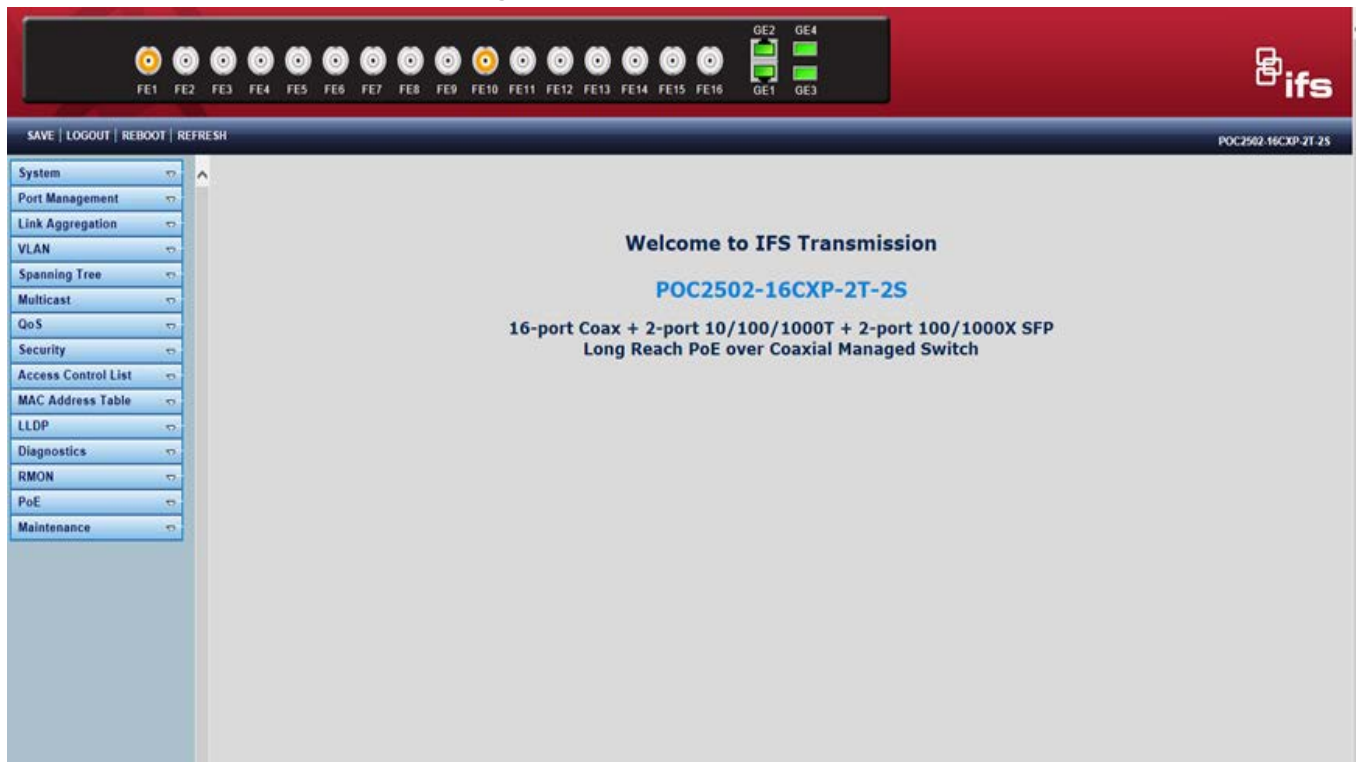 GE2 GE4
FE1 FE2 FE3 FE4 FE5 FE6 FE7 FE8 FE9 FE10 FE11 FE12 FE13 FE14 FE15 FE16 GE1 GE3
ifs
SAVE | LOGOUT | REBOOT | REFRESH
POC2502-16CXP-2T-2S
System
Port Management
Link Aggregation
VLAN
Spanning Tree
Multicast
QoS
Security
Access Control List
MAC Address Table
LLDP
Diagnostics
RMON
PoE
Maintenance
Welcome to IFS Transmission
POC2502-16CXP-2T-2S
16-port Coax + 2-port 10/100/1000T + 2-port 100/1000X SFP
Long Reach PoE over Coaxial Managed Switch